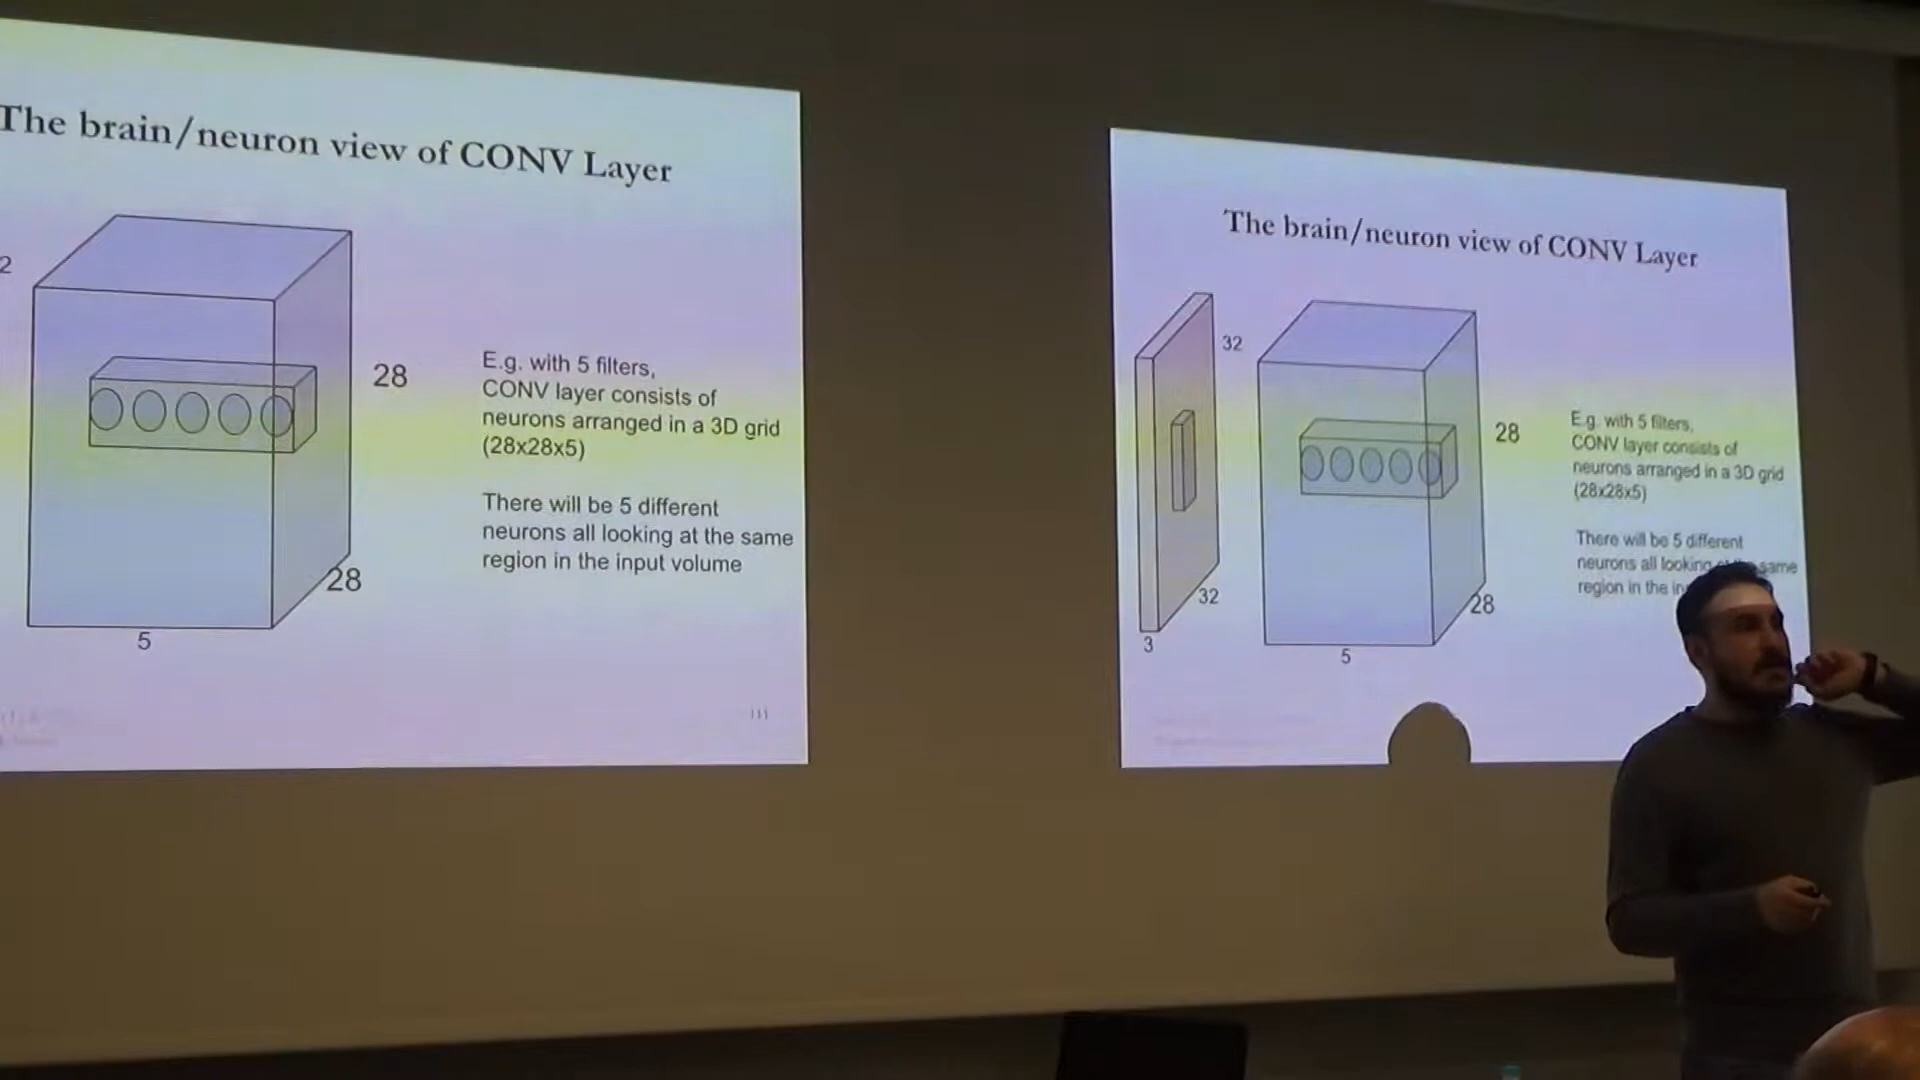 The brain/neuron view of CONV Layer
2
28
28
5
E.g. with 5 filters,
CONV layer consists of
neurons arranged in a 3D grid
(28x28x5)
There will be 5 different
neurons all looking at the same
region in the input volume
111
The brain/neuron view of CONV Layer
32
32
3
28
28
5
E.g. with 5 filters,
CONV layer consists of
neurons arranged in a 3D grid
(28x28x5)
There will be 5 different
neurons all looking same
region in the